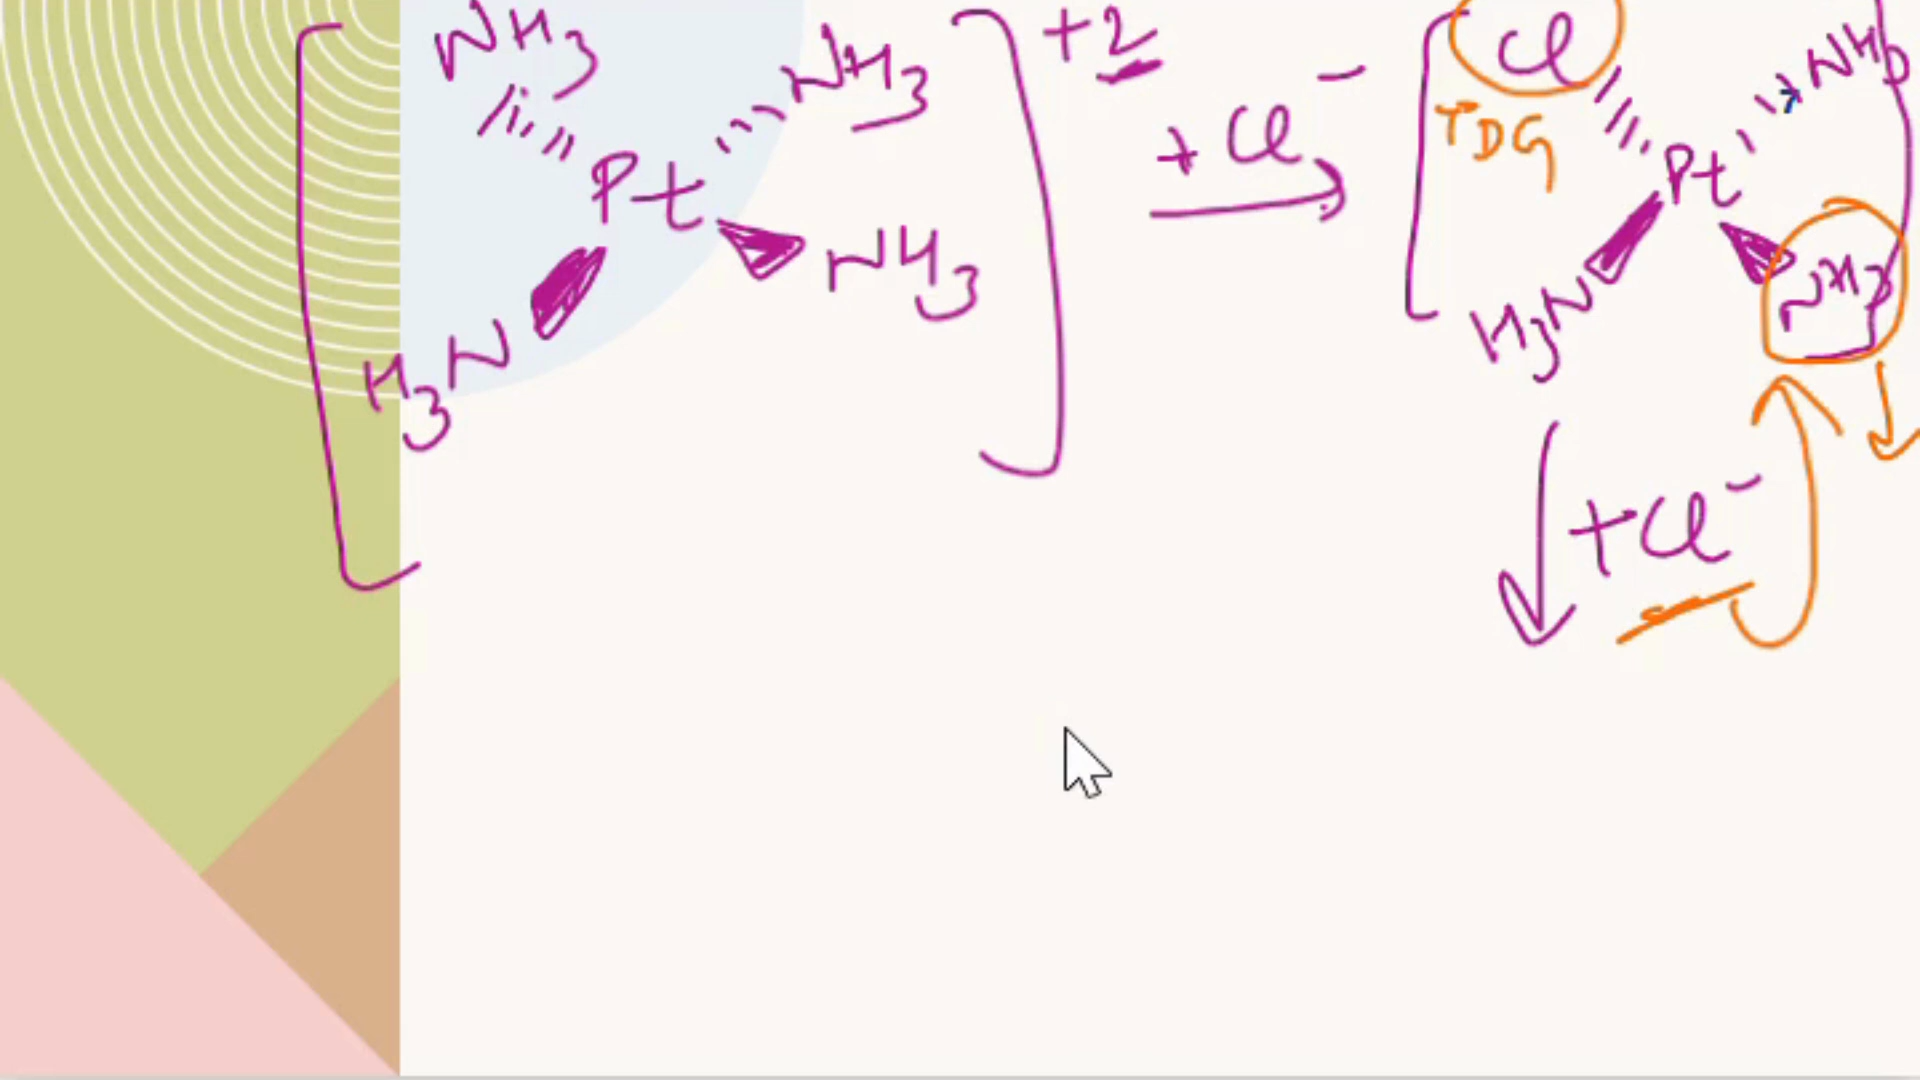 [NH3 NH3 Pt H3N NH3]+2
+ Cl-
[Cl NH3 Pt H3N NH3]
TDG
+Cl-